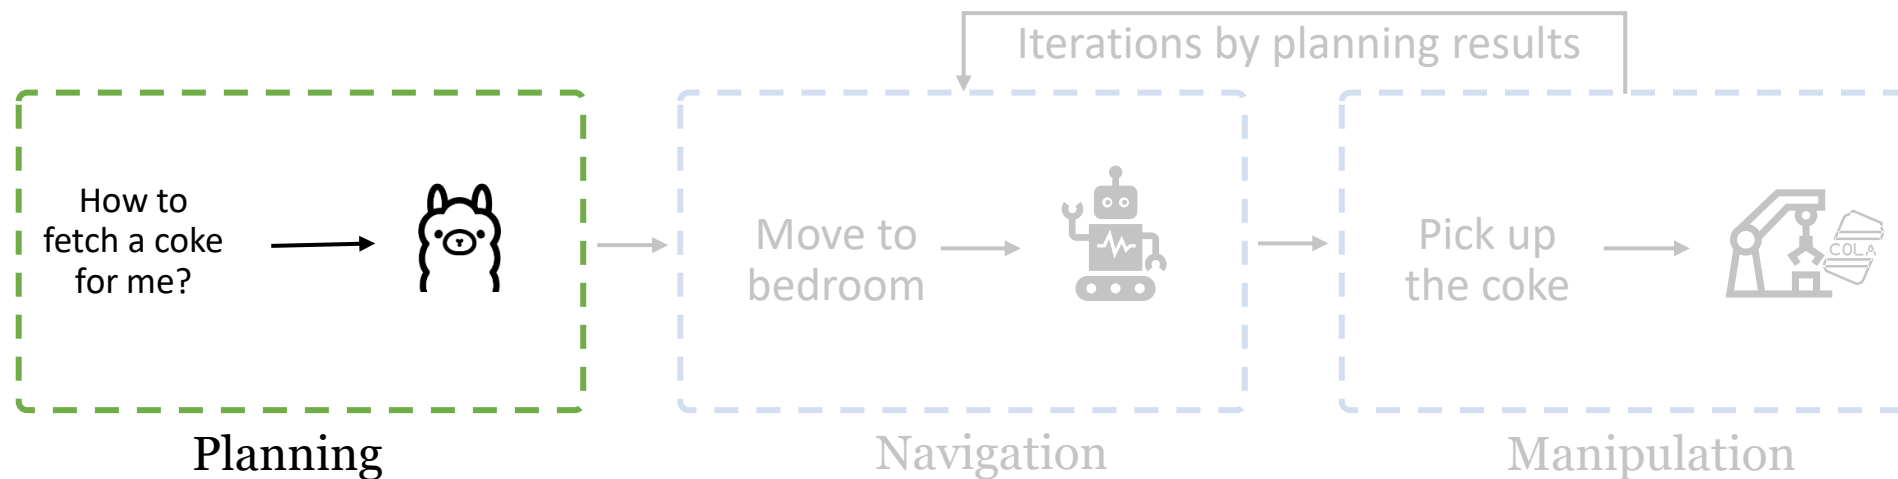 Iterations by planning results
How to
fetch a coke
for me?
Move to
bedroom
Pick up
the coke
COLA
Planning
Navigation
Manipulation